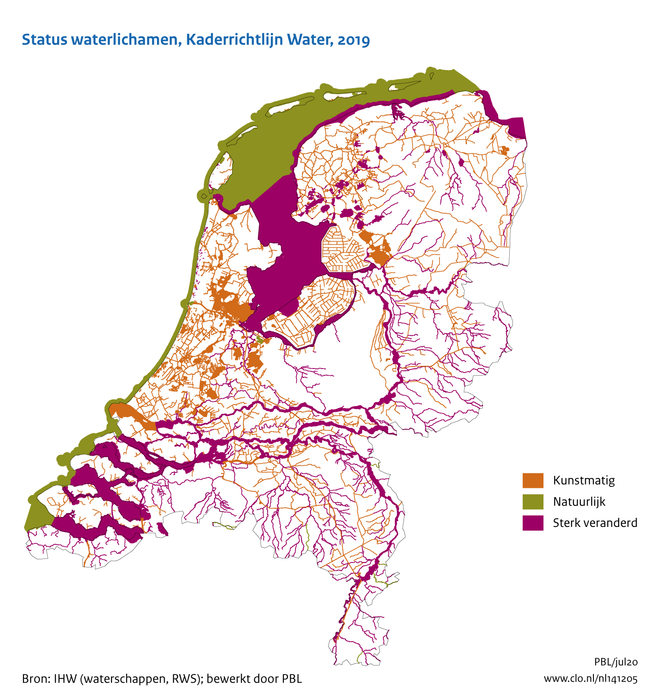 Status waterlichamen, Kaderrichtlijn Water, 2019
Kunstmatig
Natuurlijk
Sterk veranderd
PBL/jul20
Bron: IHW (waterschappen, RWS); bewerkt door PBL
www.clo.nl/nl141205